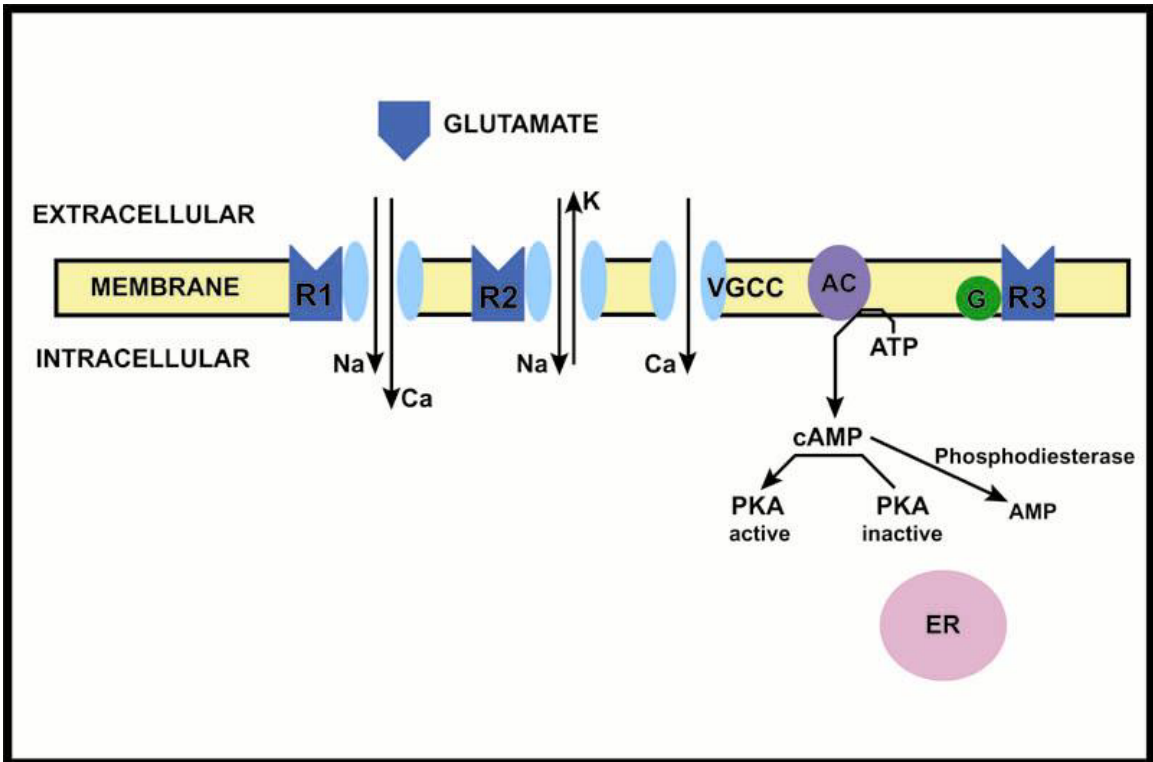 GLUTAMATE
EXTRACELLULAR
K
MEMBRANE
R1
R2
VGCC
AC
G
R3
INTRACELLULAR
Na
Na
Ca
ATP
Ca
cAMP
Phosphodiesterase
PKA
active
PKA
inactive
AMP
ER